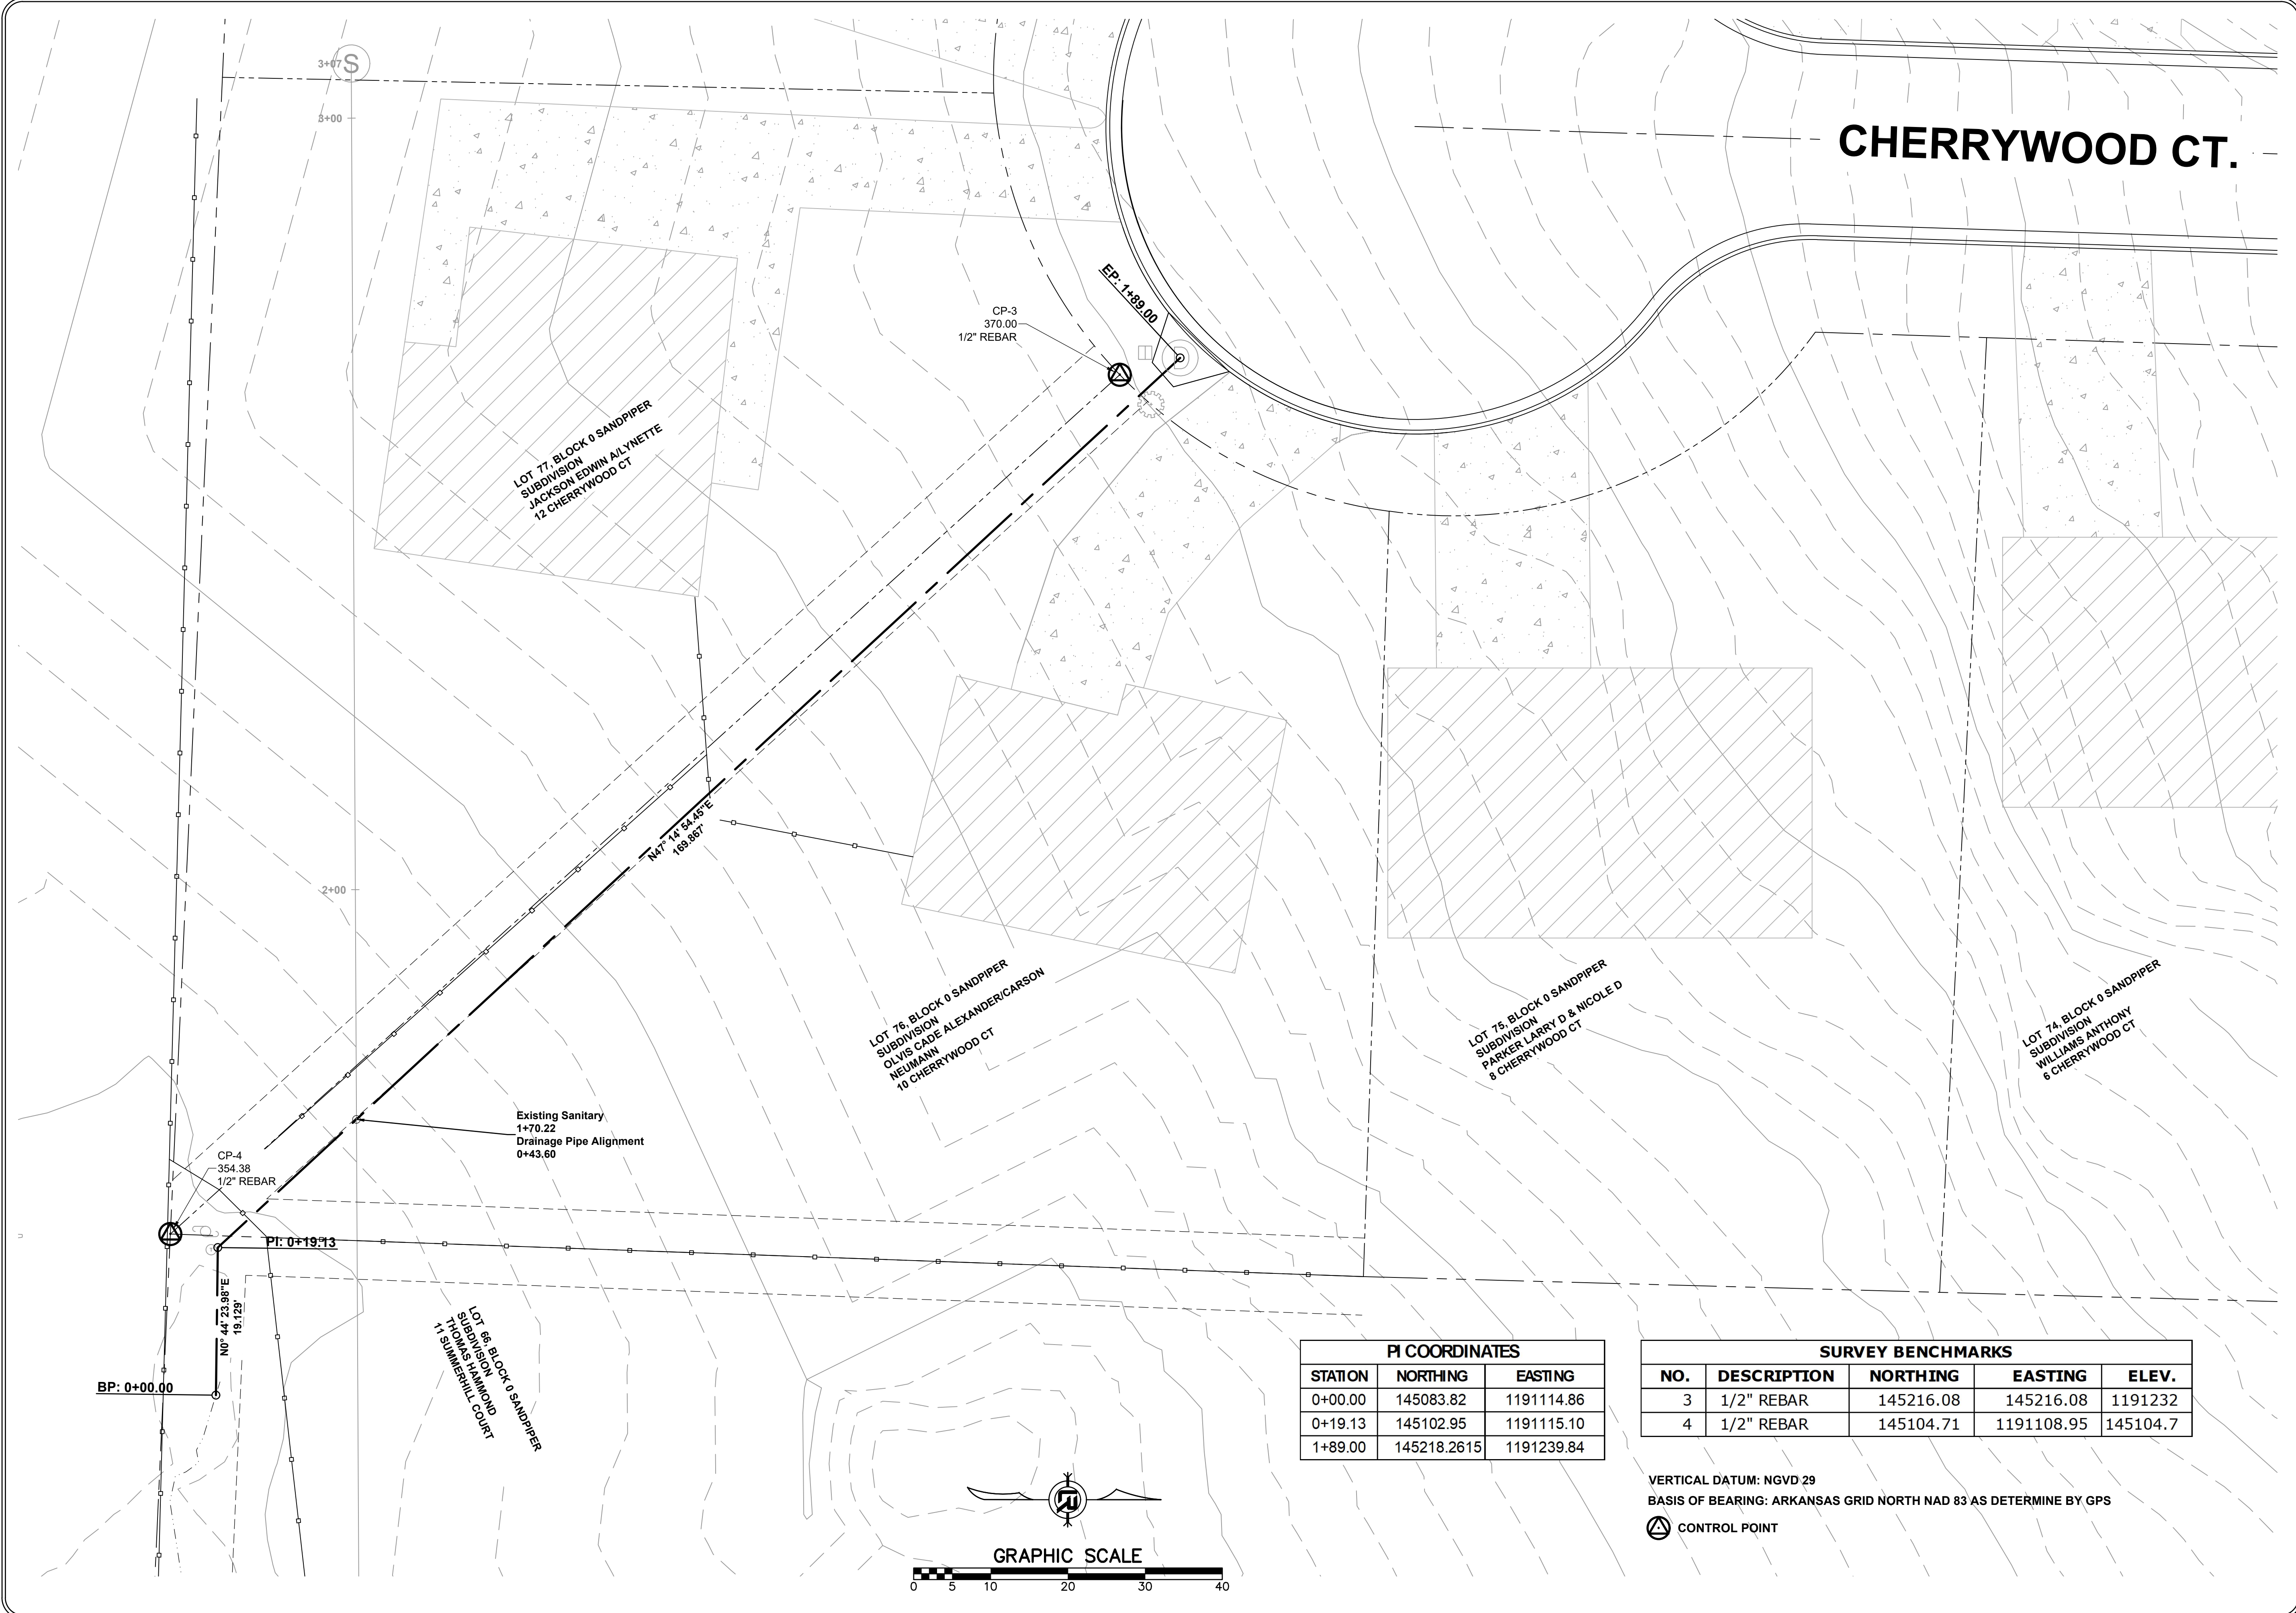 3+07
S
3+00
CHERRYWOOD CT.
EP: 1+89.00
CP-3
370.00
1/2" REBAR
LOT 77, BLOCK 0 SANDPIPER
SUBDIVISION
JACKSON EDWIN A/LYNETTE
12 CHERRYWOOD CT
N47° 14' 54.45"E
169.867'
2+00
LOT 76, BLOCK 0 SANDPIPER
SUBDIVISION
OLVIS CADE ALEXANDER/CARSON
NEUMANN
10 CHERRYWOOD CT
LOT 75, BLOCK 0 SANDPIPER
SUBDIVISION
PARKER LARRY D & NICOLE D
8 CHERRYWOOD CT
LOT 74, BLOCK 0 SANDPIPER
SUBDIVISION
WILLIAMS ANTHONY
6 CHERRYWOOD CT
Existing Sanitary
1+70.22
Drainage Pipe Alignment
0+43.60
CP-4
354.38
1/2" REBAR
PI: 0+19.13
N0° 44' 23.98"E
19.129'
BP: 0+00.00
LOT 66, BLOCK 0 SANDPIPER
SUBDIVISION
THOMAS HAMMOND
11 SUMMERHILL COURT
PI COORDINATES
STATION NORTHING EASTING
0+00.00 145083.82 1191114.86
0+19.13 145102.95 1191115.10
1+89.00 145218.2615 1191239.84
SURVEY BENCHMARKS
NO. DESCRIPTION NORTHING EASTING ELEV.
3 1/2" REBAR 145216.08 145216.08 1191232
4 1/2" REBAR 145104.71 1191108.95 145104.7
VERTICAL DATUM: NGVD 29
BASIS OF BEARING: ARKANSAS GRID NORTH NAD 83 AS DETERMINE BY GPS
CONTROL POINT
GRAPHIC SCALE
0 5 10 20 30 40